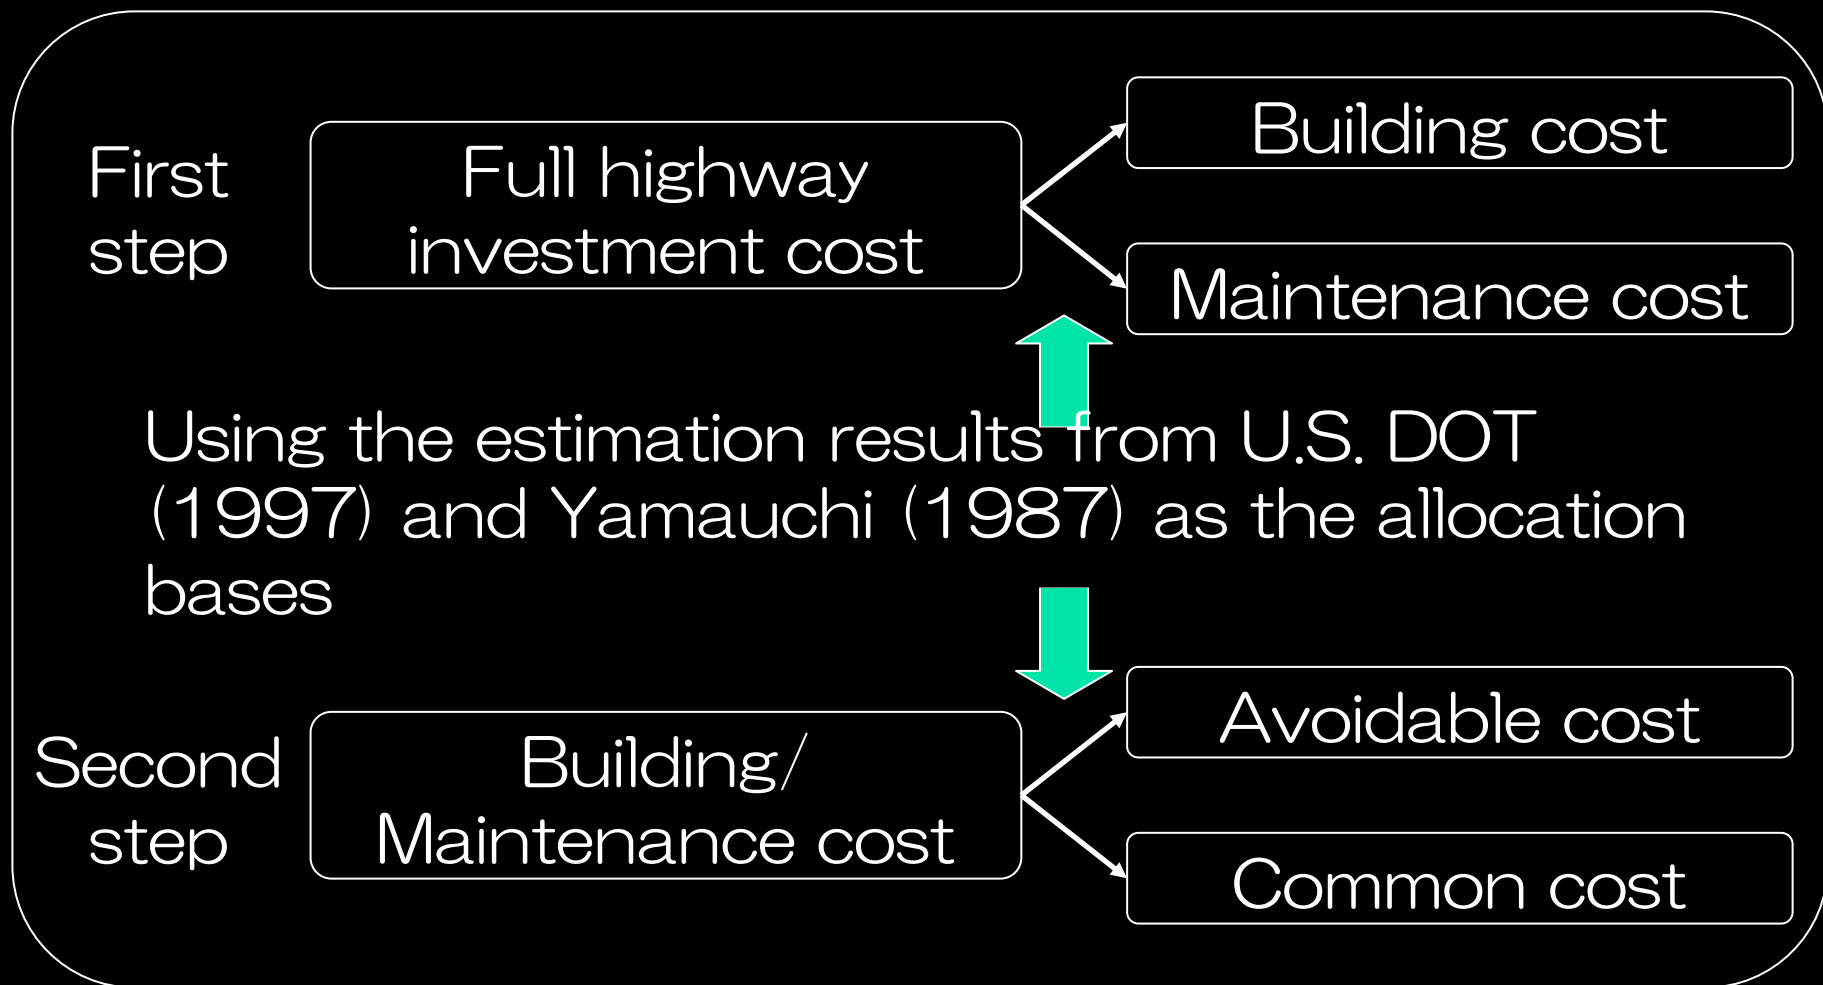 First
step
Full highway
investment cost
Building cost
Maintenance cost
Using the estimation results from U.S. DOT
(1997) and Yamauchi (1987) as the allocation
bases
Second
step
Building/
Maintenance cost
Avoidable cost
Common cost